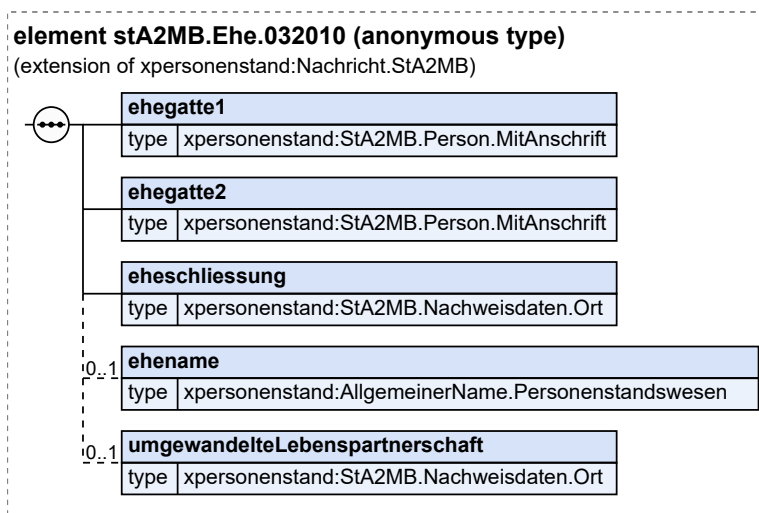 element stA2MB.Ehe.032010 (anonymous type)
(extension of xpersonenstand:Nachricht.StA2MB)
ehegatte1
type xpersonenstand:StA2MB.Person.MitAnschrift
ehegatte2
type xpersonenstand:StA2MB.Person.MitAnschrift
eheschliessung
type xpersonenstand:StA2MB.Nachweisdaten.Ort
0..1 ehename
type xpersonenstand:AllgemeinerName.Personenstandswesen
0..1 umgewandelteLebenspartnerschaft
type xpersonenstand:StA2MB.Nachweisdaten.Ort